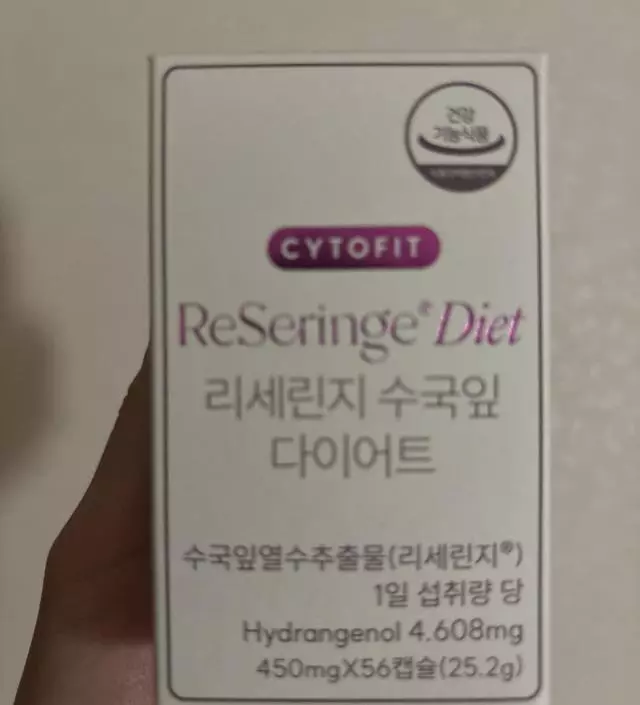 건강
기능식품
CYTOFIT
ReSeringe® Diet
리세린지 수국잎
다이어트
수국잎열수추출물(리세린지®)
1일 섭취량 당
Hydrangenol 4.608mg
450mgX56캡슐(25.2g)